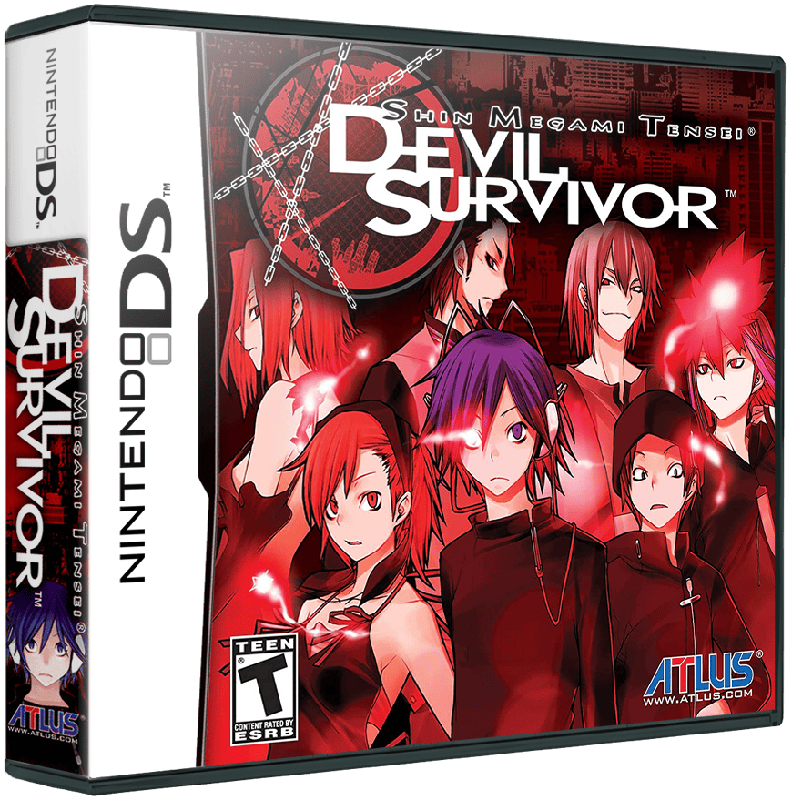 NINTENDO DS™
SHIN MEGAMI TENSEI®
DEVIL
SURVIVOR™
ATLUS®
WWW.ATLUS.COM
NINTENDO DS™
SHIN MEGAMI TENSEI®
DEVIL
SURVIVOR™
TEEN
T
CONTENT RATED BY
ESRB
ATLUS®
WWW.ATLUS.COM